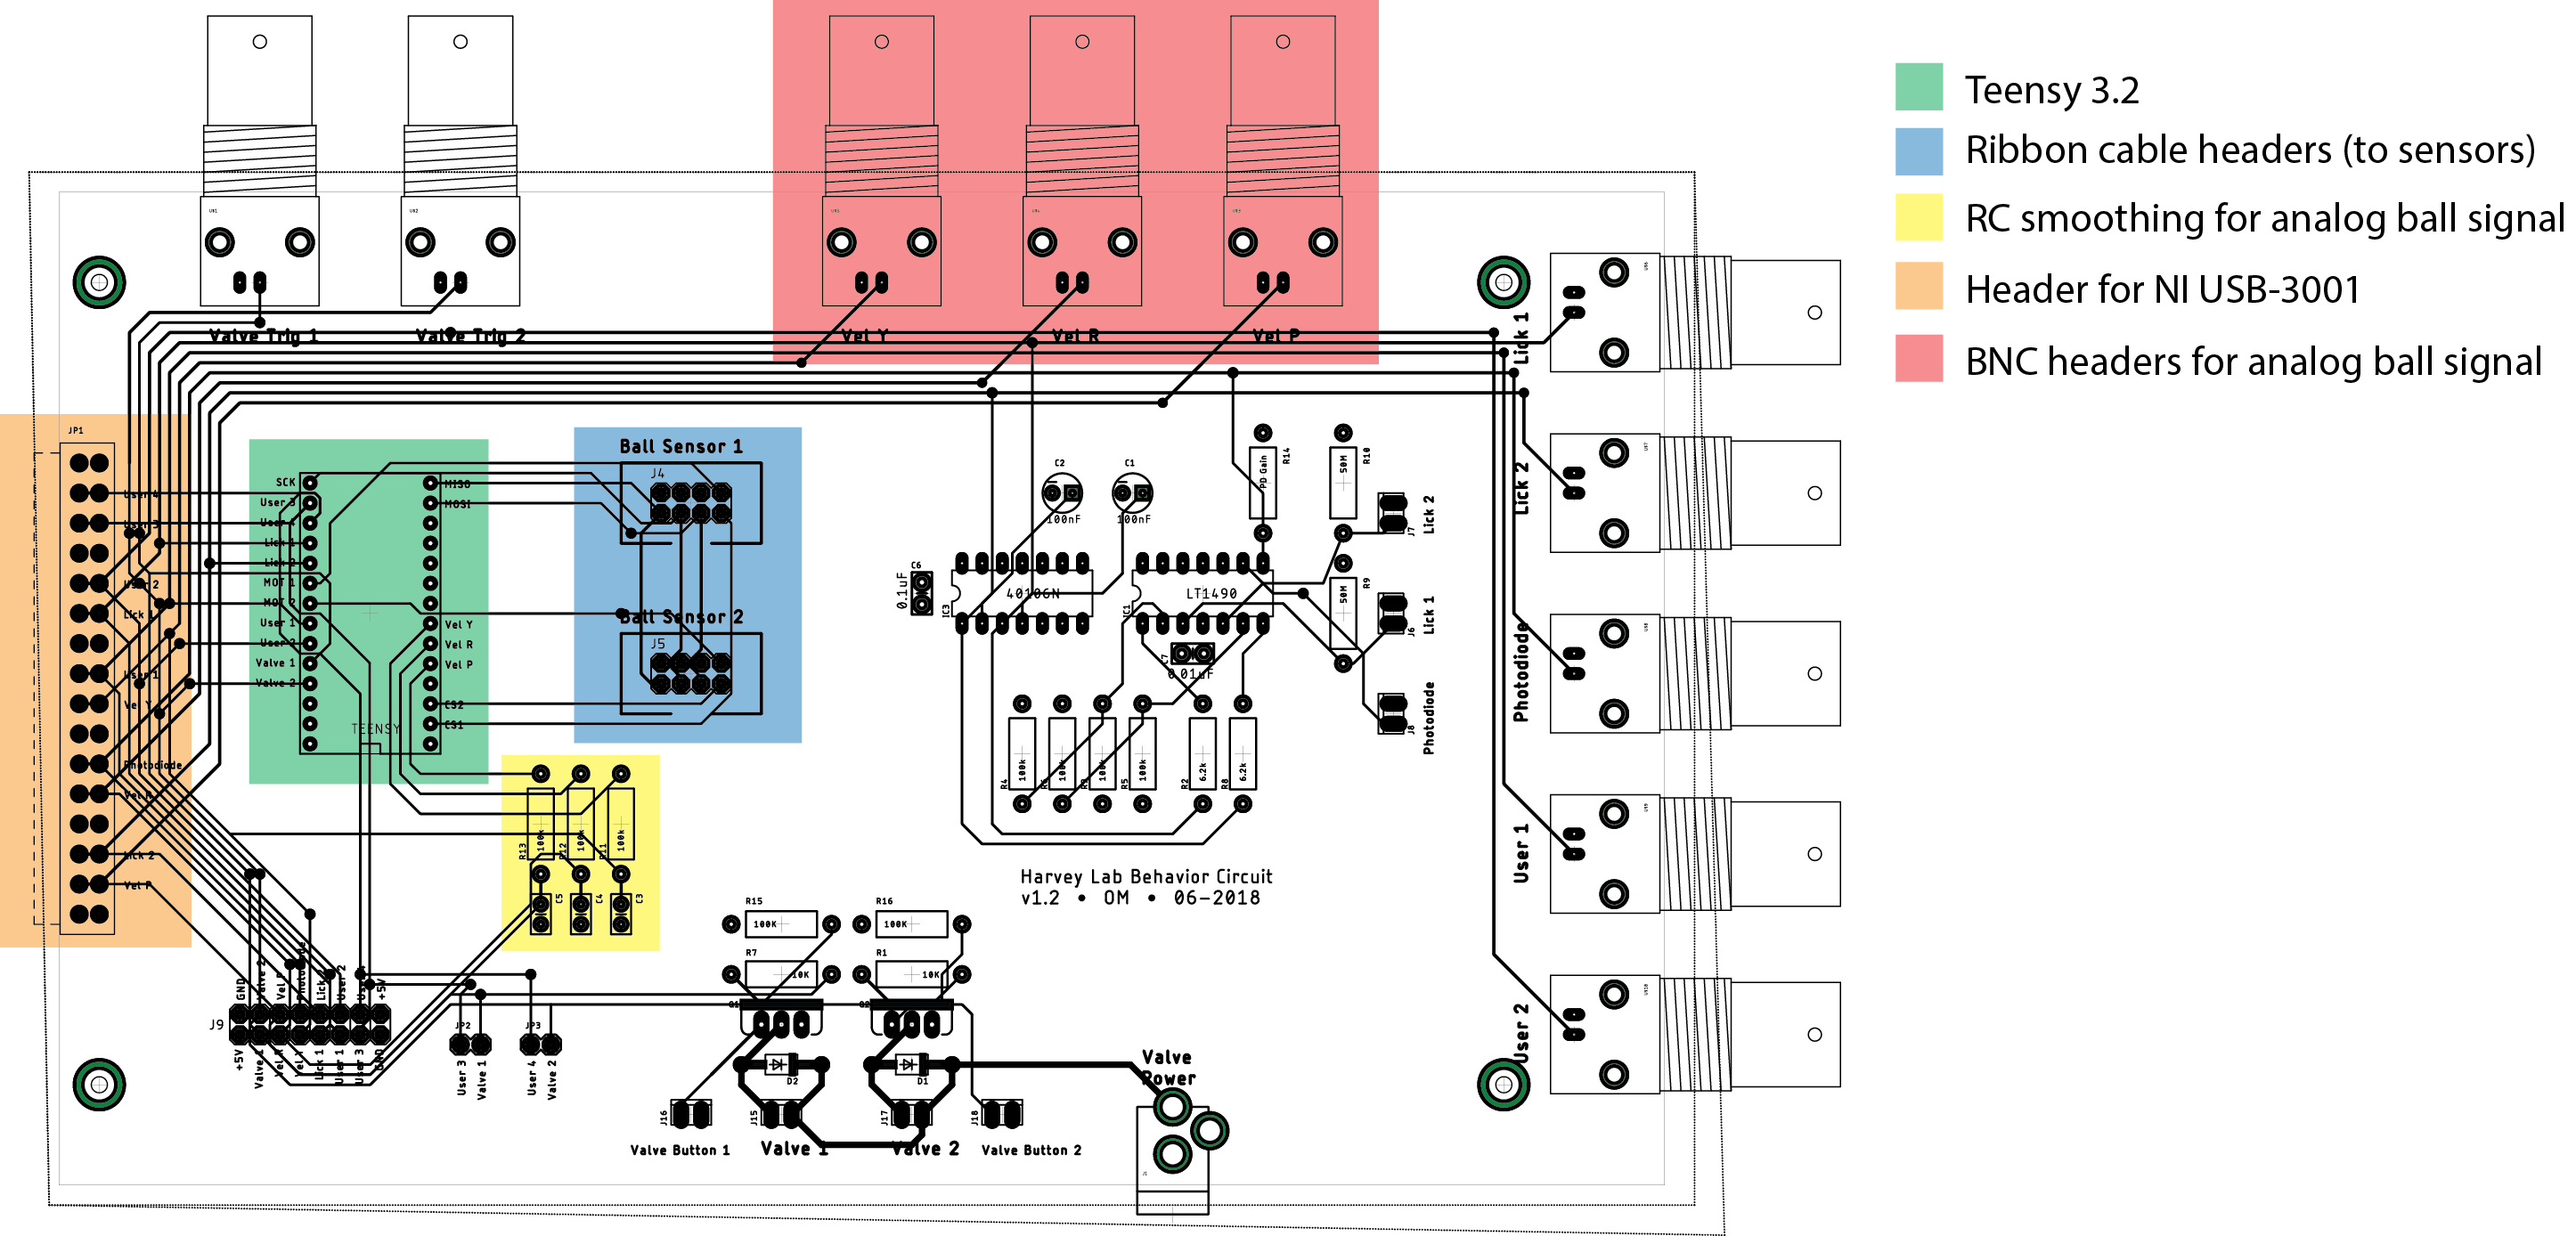 Teensy 3.2
Ribbon cable headers (to sensors)
RC smoothing for analog ball signal
Header for NI USB-3001
BNC headers for analog ball signal
Valve Trig 1
Valve Trig 2
Vel Y
Vel R
Vel P
Lick 1
Lick 2
Photodiode
User 1
User 2
JP1
User 4
User 3
User 2
Lick 1
User 1
Vel Y
Photodiode
Vel R
Lick 2
Vel P
SCK
User 3
User 4
Lick 1
Lick 2
MOT 1
MOT 2
User 1
User 2
Valve 1
Valve 2
MISO
MOSI
Vel Y
Vel R
Vel P
CS2
CS1
TEENSY
Ball Sensor 1
J4
Ball Sensor 2
J5
C2
100nF
C1
100nF
R14
PD Gain
R10
50M
J7
Lick 2
C6
0.1uF
IC3
40106N
IC1
LT1490
R9
50M
J6
Lick 1
C7
0.01uF
J8
Photodiode
R4
100k
R6
100k
R3
100k
R5
100k
R2
6.2k
R8
6.2k
R13
100k
R12
100k
R11
100k
C5
C4
C3
Harvey Lab Behavior Circuit
v1.2 • OM • 06-2018
R15
100K
R16
100K
R7
10K
R1
10K
Q1
Q2
D2
D1
J9
GND
Valve 2
Vel P
Photodiode
Lick 2
User 2
+5V
+5V
Valve 1
Vel R
Vel Y
Lick 1
User 1
User 3
GND
JP2
User 3
Valve 1
JP3
User 4
Valve 2
J16
Valve Button 1
J15
Valve 1
J17
Valve 2
J18
Valve Button 2
Valve
Power